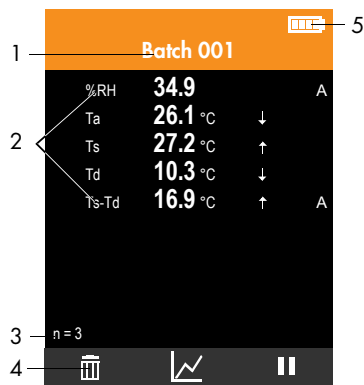 5
1
Batch 001
%RH 34.9 A
Ta 26.1 °C ↓
2 Ts 27.2 °C ↑
Td 10.3 °C ↓
Ts-Td 16.9 °C ↑ A
3 n = 3
4